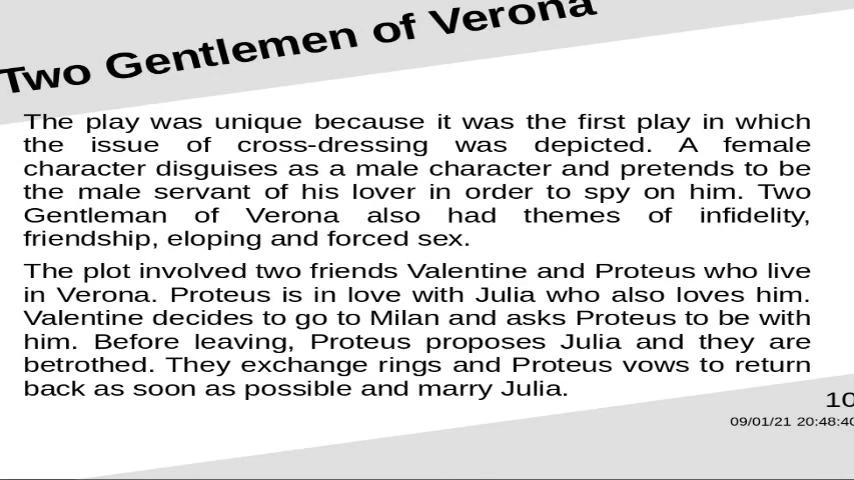 Two Gentlemen of Verona
The play was unique because it was the first play in which
the issue of cross-dressing was depicted. A female
character disguises as a male character and pretends to be
the male servant of his lover in order to spy on him. Two
Gentleman of Verona also had themes of infidelity,
friendship, eloping and forced sex.
The plot involved two friends Valentine and Proteus who live
in Verona. Proteus is in love with Julia who also loves him.
Valentine decides to go to Milan and asks Proteus to be with
him. Before leaving, Proteus proposes Julia and they are
betrothed. They exchange rings and Proteus vows to return
back as soon as possible and marry Julia.
10
09/01/21 20:48:40